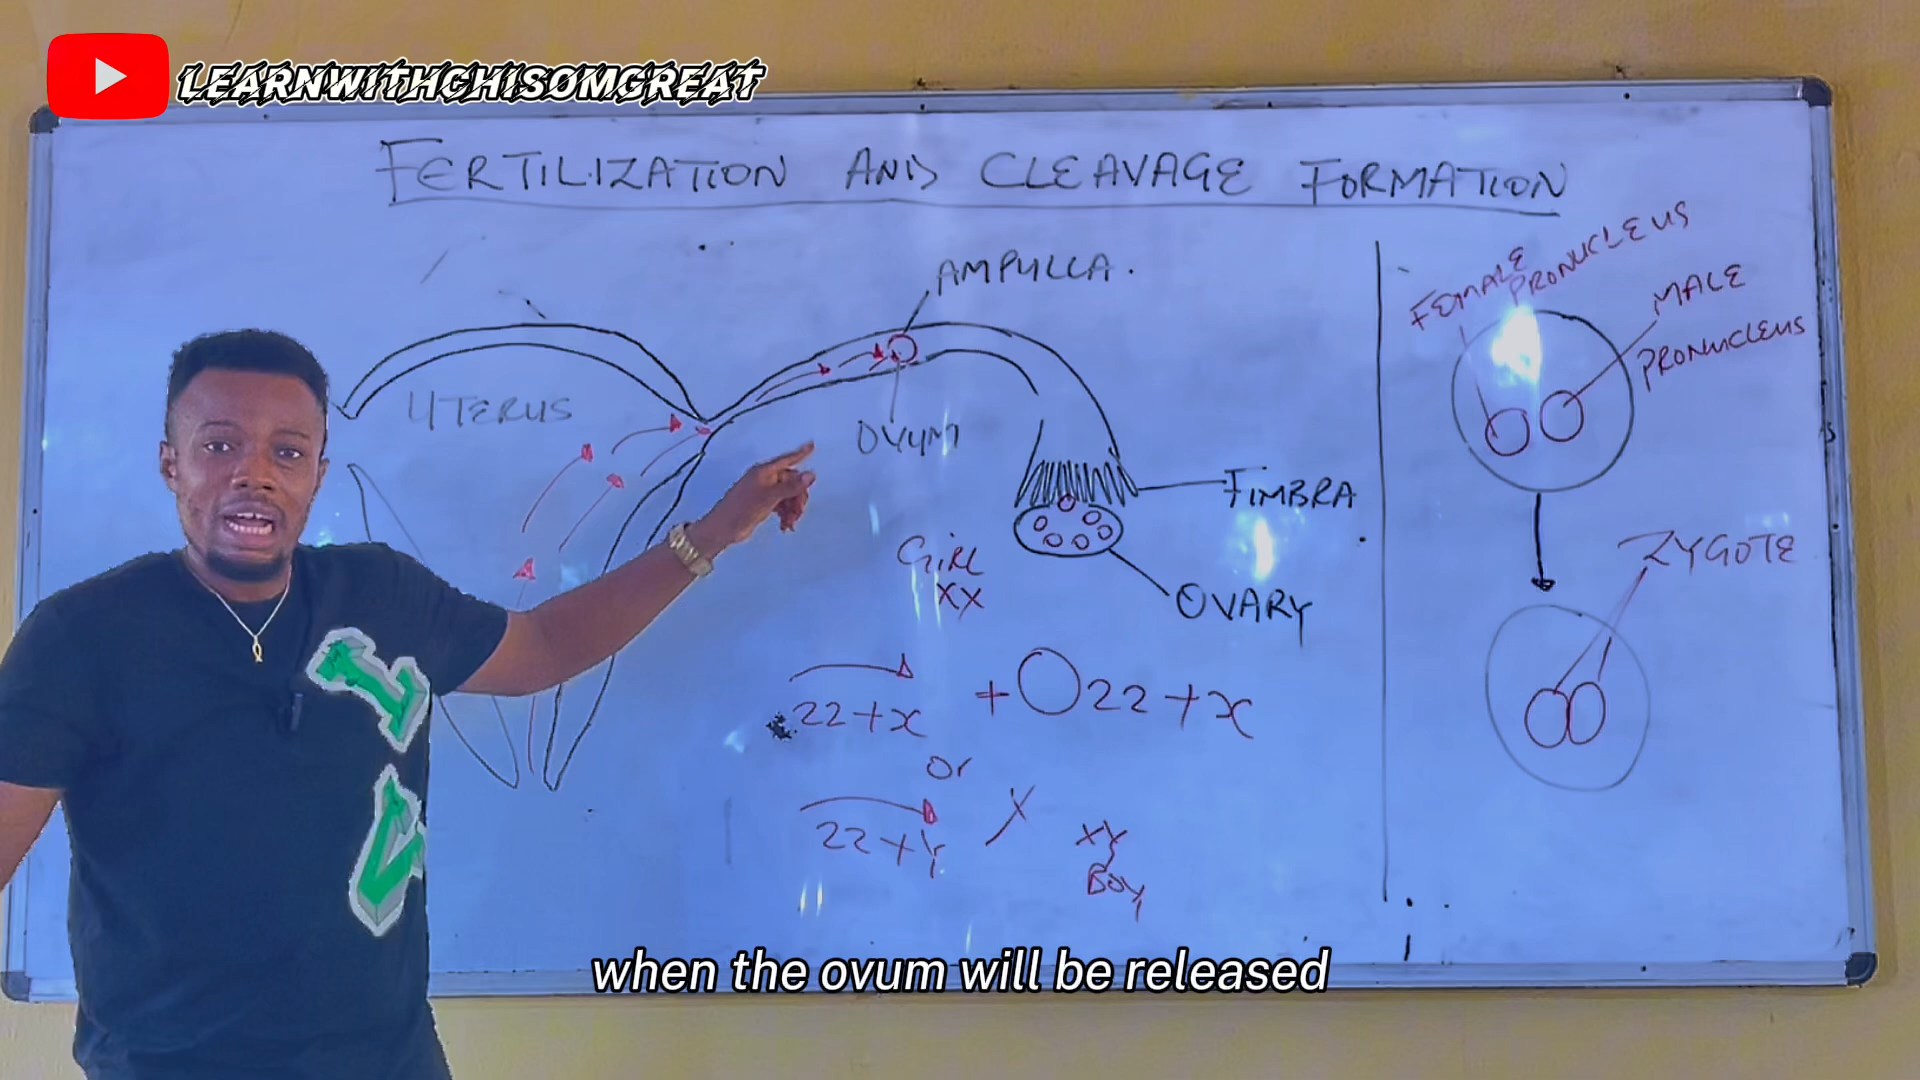 LEARNWITHCHISOMGREAT
FERTILIZATION AND CLEAVAGE FORMATION
AMPULLA.
UTERUS
OVUM
FIMBRA
OVARY
Girl
XX
22+x + 22+x
or
22+Y X
XY
Boy
FEMALE
PRONUCLEUS
MALE
PRONUCLEUS
ZYGOTE
when the ovum will be released